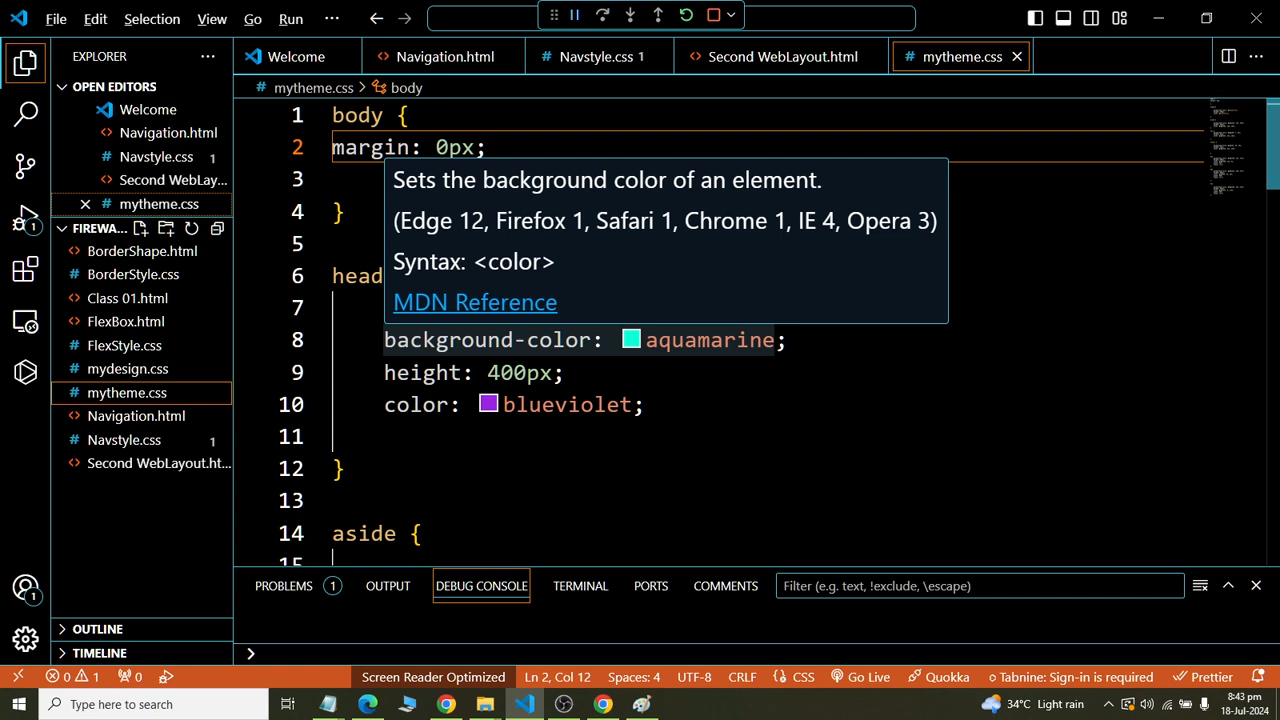 File Edit Selection View Go Run ···
EXPLORER ···
OPEN EDITORS
Welcome
Navigation.html
Navstyle.css 1
Second WebLay...
mytheme.css
FIREWA...
BorderShape.html
BorderStyle.css
Class 01.html
FlexBox.html
FlexStyle.css
mydesign.css
mytheme.css
Navigation.html
Navstyle.css 1
Second WebLayout.ht...
OUTLINE
TIMELINE
Welcome Navigation.html Navstyle.css 1 Second WebLayout.html mytheme.css
mytheme.css > body
1 body {
2 margin: 0px;
3
4 }
5
6 head
7
8 background-color: aquamarine;
9 height: 400px;
10 color: blueviolet;
11
12 }
13
14 aside {
15
Sets the background color of an element.
(Edge 12, Firefox 1, Safari 1, Chrome 1, IE 4, Opera 3)
Syntax: <color>
MDN Reference
PROBLEMS 1 OUTPUT DEBUG CONSOLE TERMINAL PORTS COMMENTS Filter (e.g. text, !exclude, \escape)
1
1
0 1 0 Screen Reader Optimized Ln 2, Col 12 Spaces: 4 UTF-8 CRLF {} CSS Go Live Quokka Tabnine: Sign-in is required Prettier
Type here to search
34°C Light rain
8:43 pm
18-Jul-2024